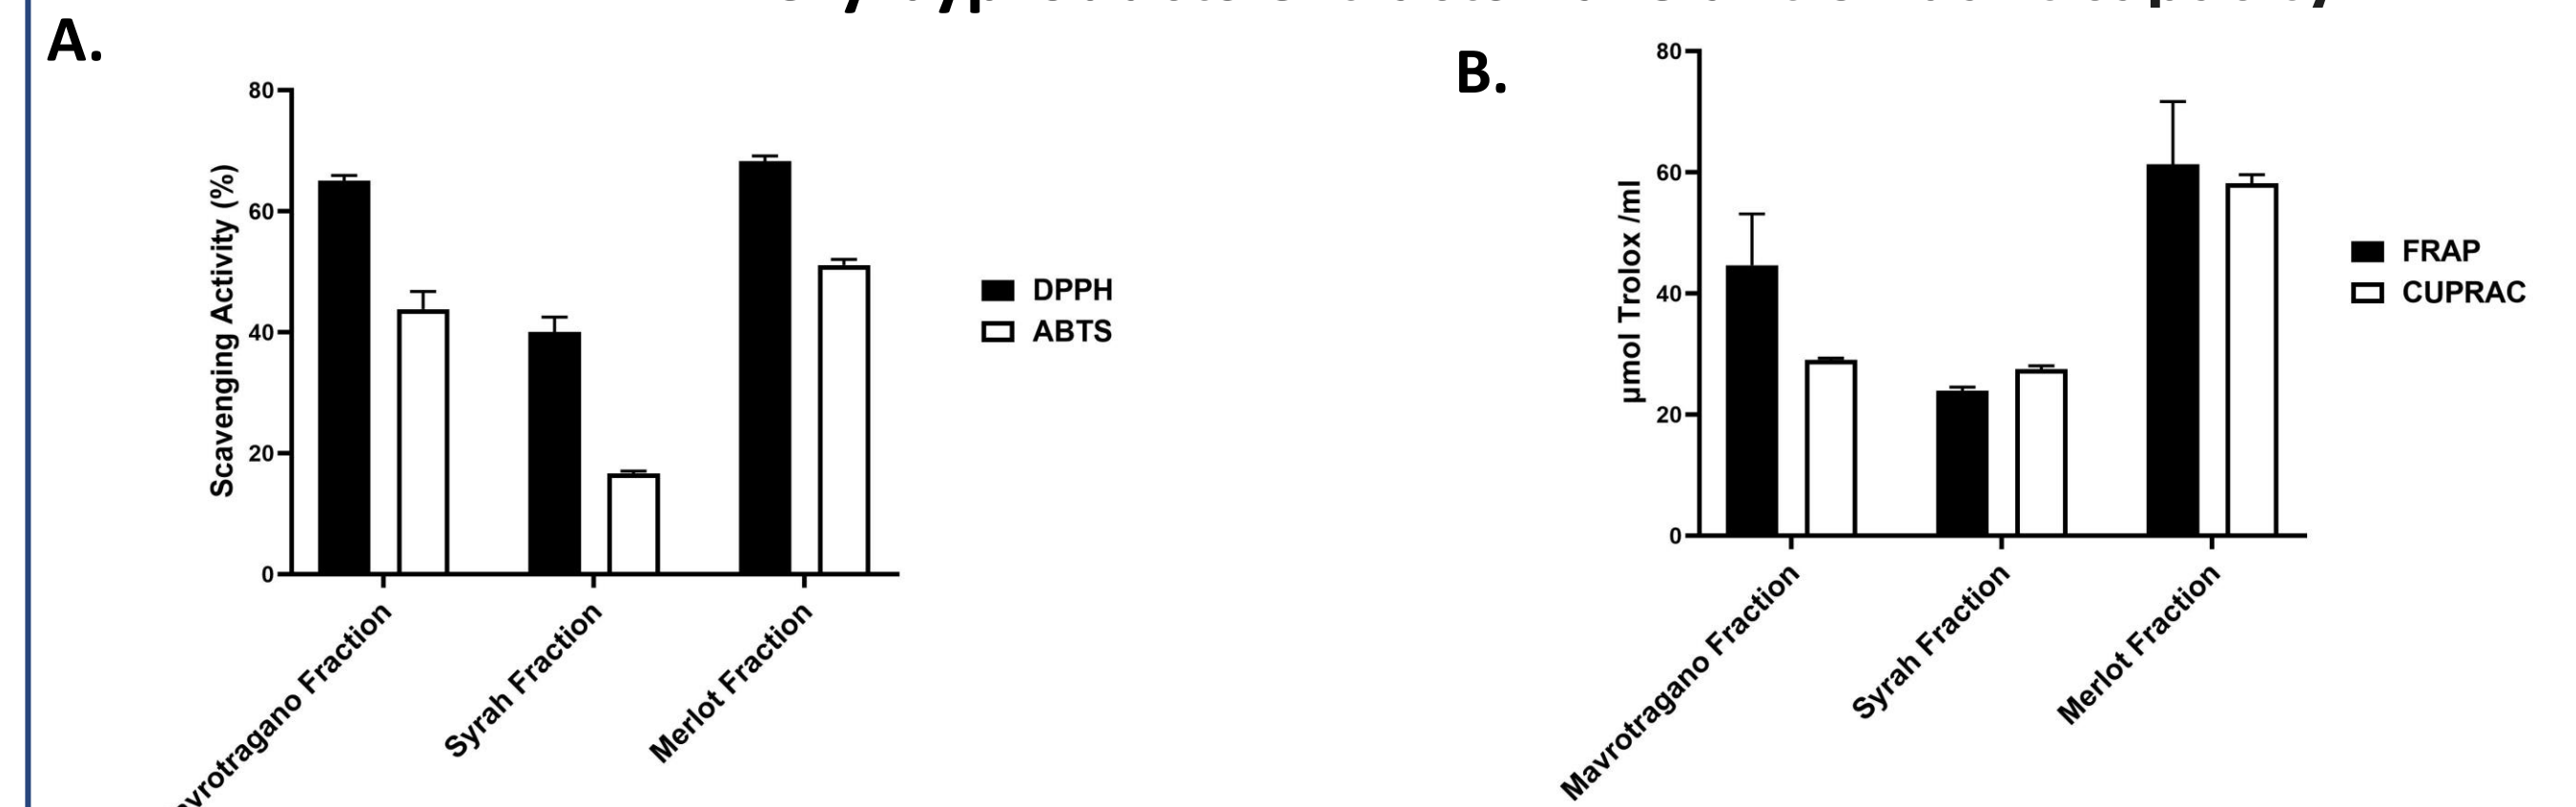 A.
80
60
40
20
0
Scavenging Activity (%)
DPPH
ABTS
Syrah Fraction
Merlot Fraction
Fraction
B.
80
60
40
20
0
µmol Trolox /ml
FRAP
CUPRAC
Mavrotragano Fraction
Syrah Fraction
Merlot Fraction